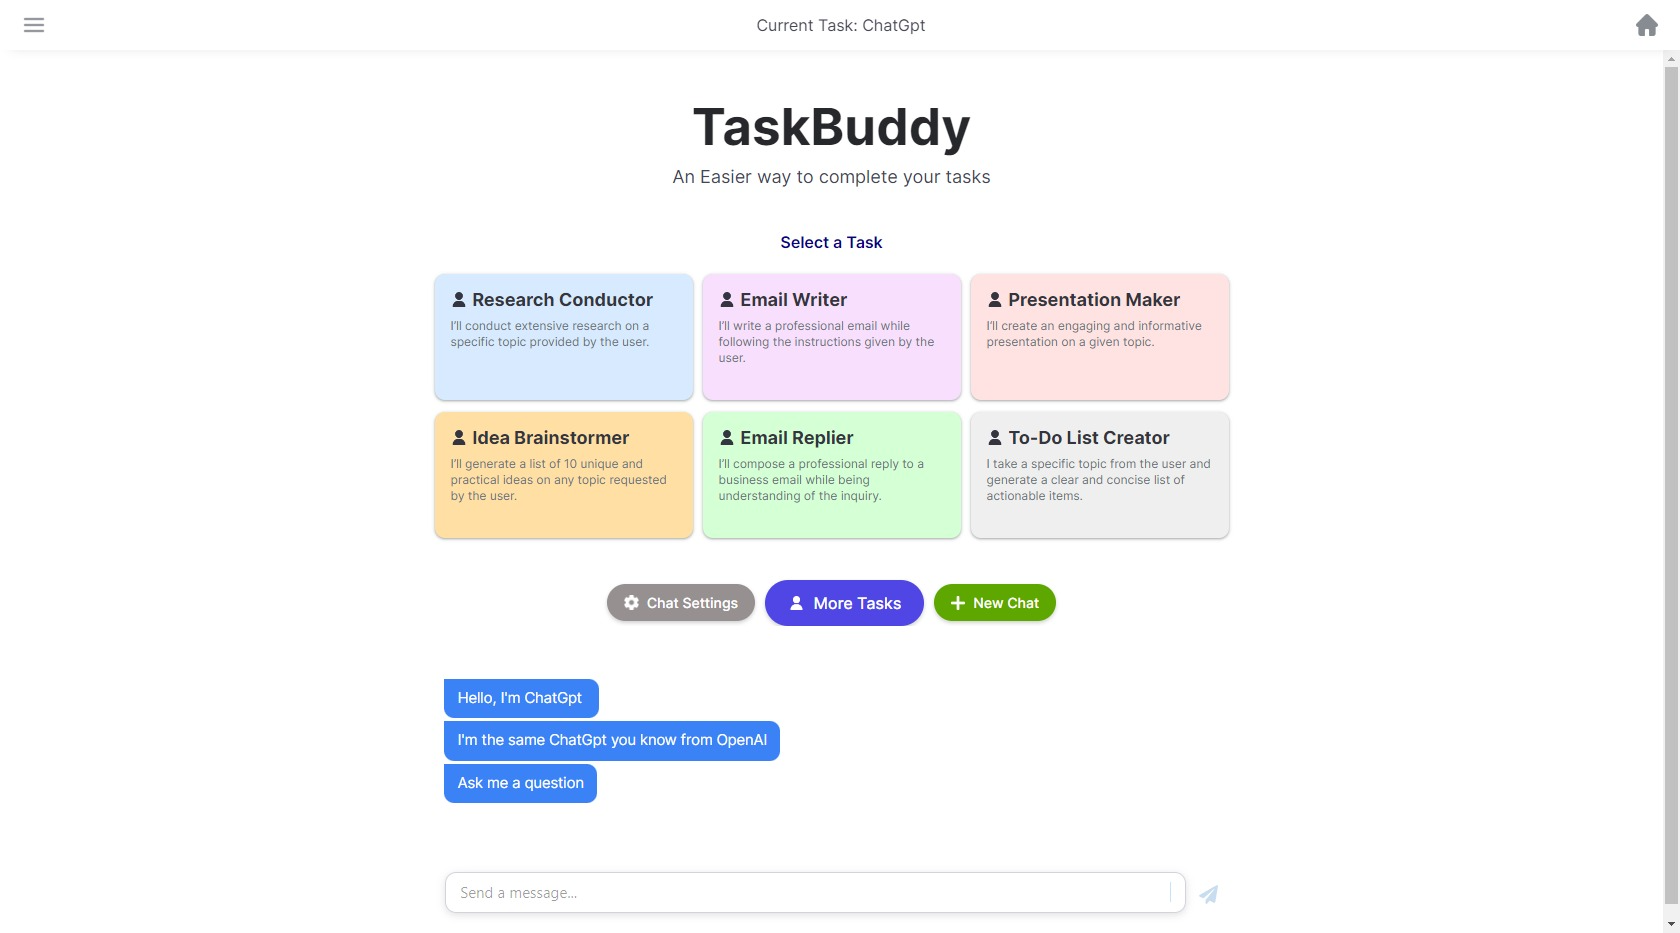 Current Task: ChatGpt
TaskBuddy
An Easier way to complete your tasks
Select a Task
Research Conductor
I'll conduct extensive research on a
specific topic provided by the user.
Email Writer
I'll write a professional email while
following the instructions given by the
user.
Presentation Maker
I'll create an engaging and informative
presentation on a given topic.
Idea Brainstormer
I'll generate a list of 10 unique and
practical ideas on any topic requested
by the user.
Email Replier
I'll compose a professional reply to a
business email while being
understanding of the inquiry.
To-Do List Creator
I take a specific topic from the user and
generate a clear and concise list of
actionable items.
Chat Settings
More Tasks
New Chat
Hello, I'm ChatGpt
I'm the same ChatGpt you know from OpenAI
Ask me a question
Send a message...